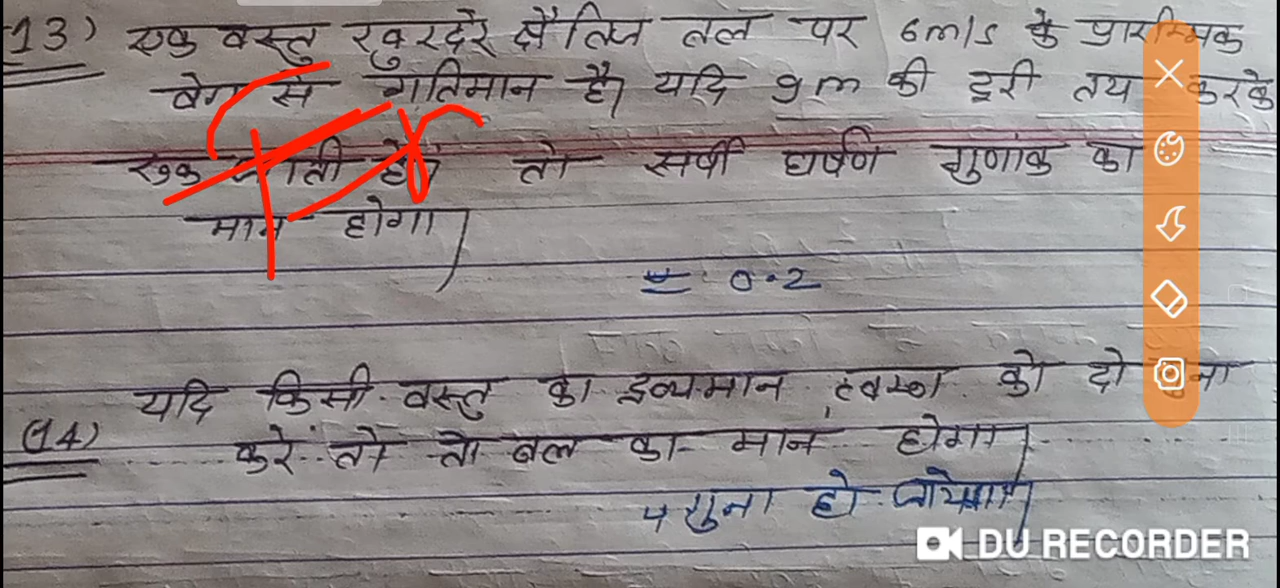 13) एक वस्तु खुरदरे क्षैतिज तल पर 6m/s के प्रारम्भिक
वेग से गतिमान है। यदि 9m की दूरी तय करके
रुक जाती है। तो सर्पी घर्षण गुणांक का
मान होगा।
= 0.2
(14) यदि किसी वस्तु का द्रव्यमान, त्वरण को दो गुना
करें तो तो बल का मान होगा।
4 गुना हो जायेगा।
DU RECORDER